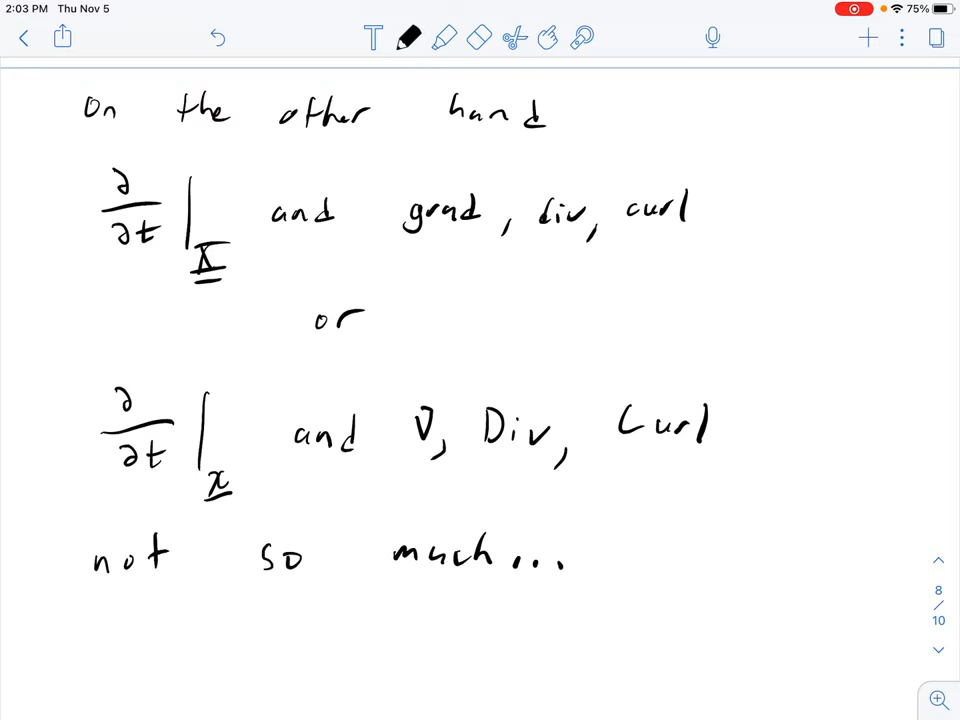 2:03 PM Thu Nov 5 75%
T
On the other hand
∂/∂t|_X and grad, div, curl
or
∂/∂t|_x and ∇, Div, Curl
not so much...
8
/
10